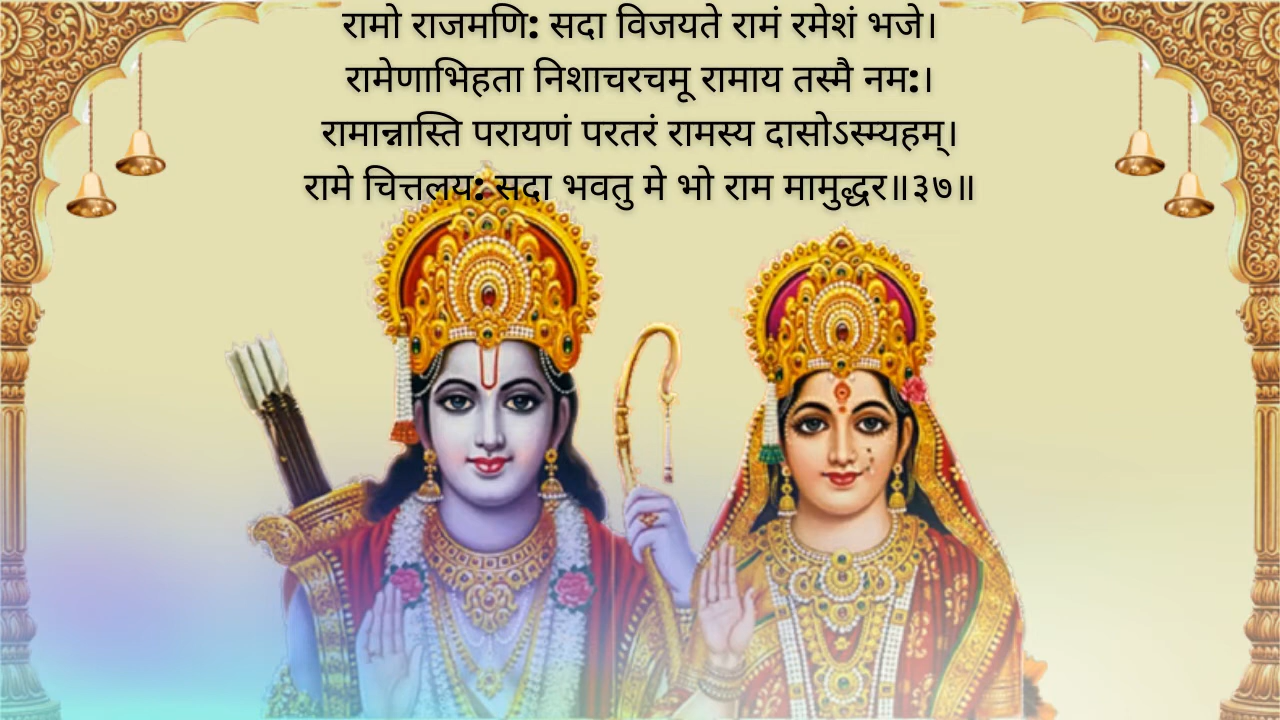 रामो राजमणि: सदा विजयते रामं रमेशं भजे।
रामेणाभिहता निशाचरचमू रामाय तस्मै नम:।
रामान्नास्ति परायणं परतरं रामस्य दासोऽस्म्यहम्।
रामे चित्तलय: सदा भवतु मे भो राम मामुद्धर॥३७॥